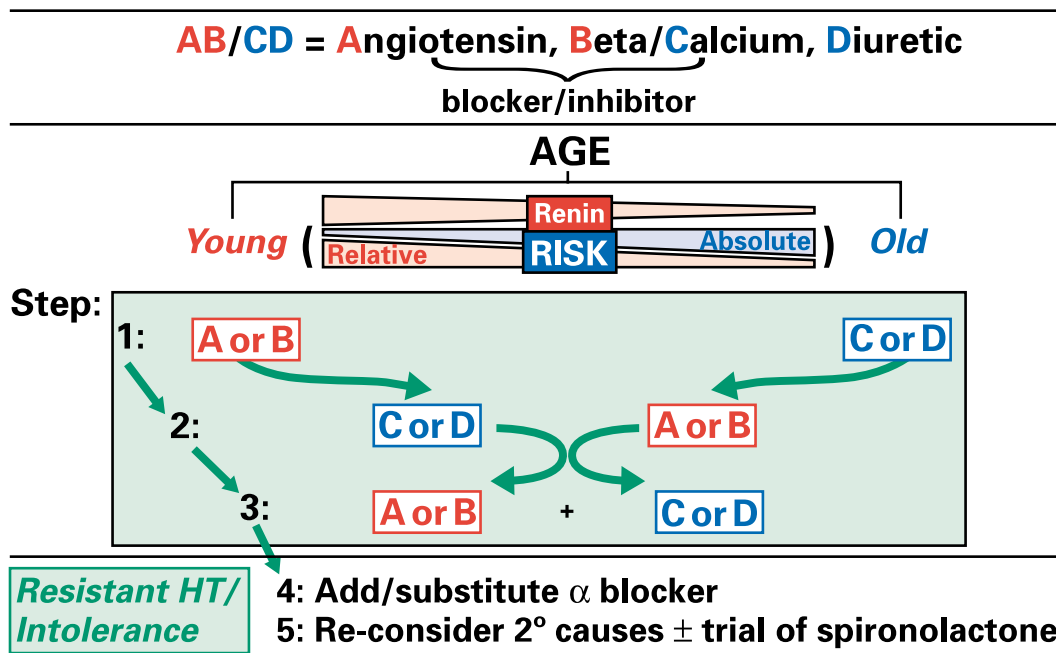 AB/CD = Angiotensin, Beta/Calcium, Diuretic
blocker/inhibitor
AGE
Renin
Young ( Relative RISK Absolute ) Old
Step:
1: A or B C or D
2: C or D A or B
3: A or B + C or D
Resistant HT/
Intolerance
4: Add/substitute α blocker
5: Re-consider 2º causes ± trial of spironolactone